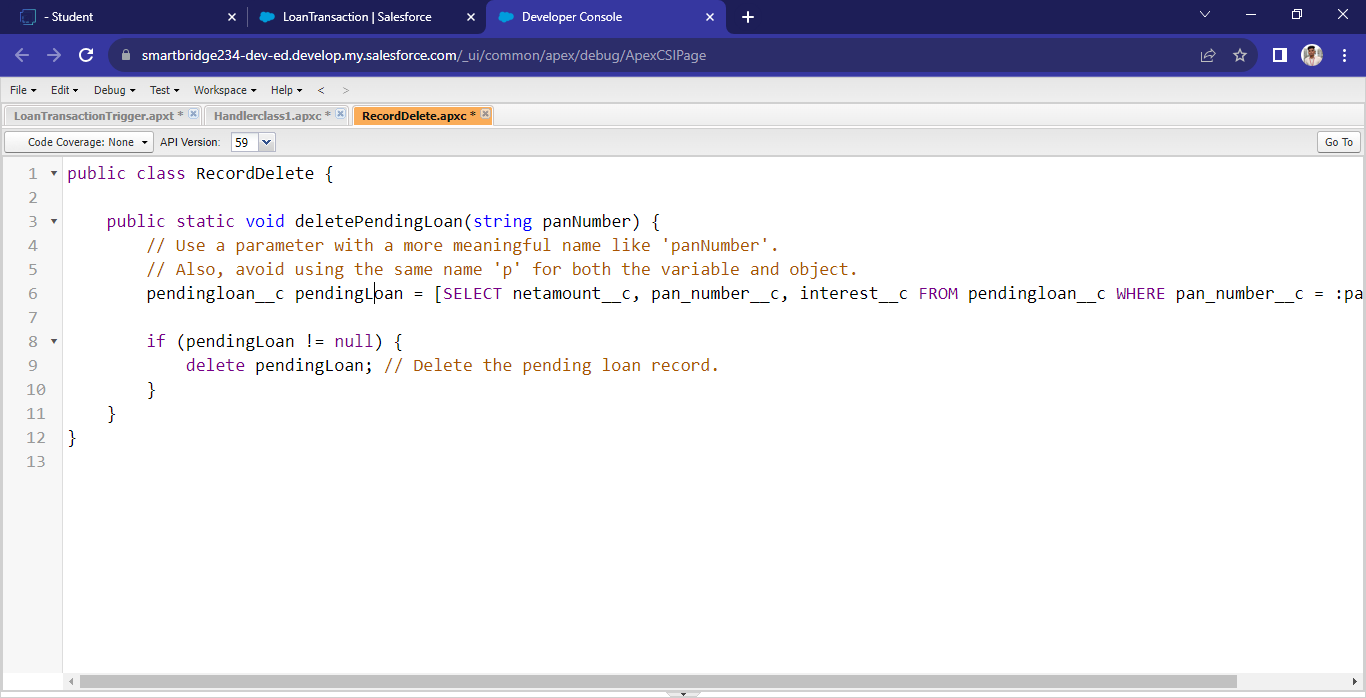 - Student
LoanTransaction | Salesforce
Developer Console
smartbridge234-dev-ed.develop.my.salesforce.com/_ui/common/apex/debug/ApexCSIPage
File Edit Debug Test Workspace Help < >
LoanTransactionTrigger.apxt * Handlerclass1.apxc * RecordDelete.apxc *
Code Coverage: None API Version: 59 Go To
1 public class RecordDelete {
2
3 public static void deletePendingLoan(string panNumber) {
4 // Use a parameter with a more meaningful name like 'panNumber'.
5 // Also, avoid using the same name 'p' for both the variable and object.
6 pendingloan__c pendingLoan = [SELECT netamount__c, pan_number__c, interest__c FROM pendingloan__c WHERE pan_number__c = :pa
7
8 if (pendingLoan != null) {
9 delete pendingLoan; // Delete the pending loan record.
10 }
11 }
12 }
13